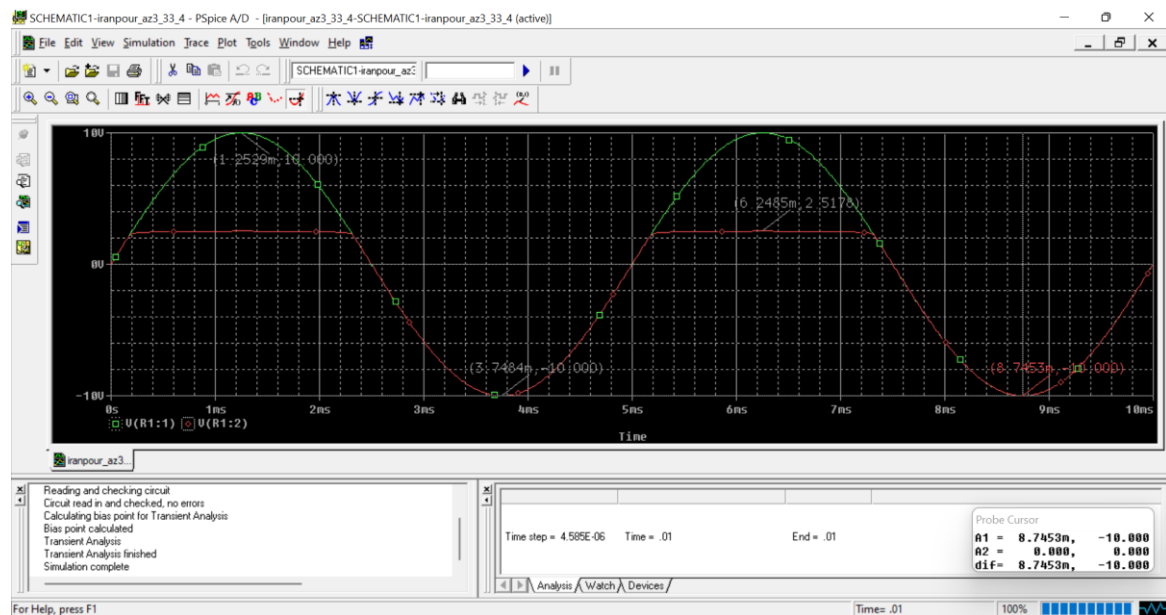 SCHEMATIC1-iranpour_az3_33_4 - PSpice A/D - [iranpour_az3_33_4-SCHEMATIC1-iranpour_az3_33_4 (active)]
File Edit View Simulation Trace Plot Tools Window Help
SCHEMATIC1-iranpour_az3
10V
(1.2529m,10.000)
(6.2485m,2.5178)
0V
(3.7484m,-10.000)
(8.7453m,-10.000)
-10V
0s 1ms 2ms 3ms 4ms 5ms 6ms 7ms 8ms 9ms 10ms
V(R1:1) V(R1:2)
Time
iranpour_az3...
Reading and checking circuit
Circuit read in and checked, no errors
Calculating bias point for Transient Analysis
Bias point calculated
Transient Analysis
Transient Analysis finished
Simulation complete
Time step = 4.585E-06 Time = .01 End = .01
Analysis Watch Devices
Probe Cursor
A1 = 8.7453m, -10.000
A2 = 0.000, 0.000
dif= 8.7453m, -10.000
For Help, press F1
Time= .01 100%